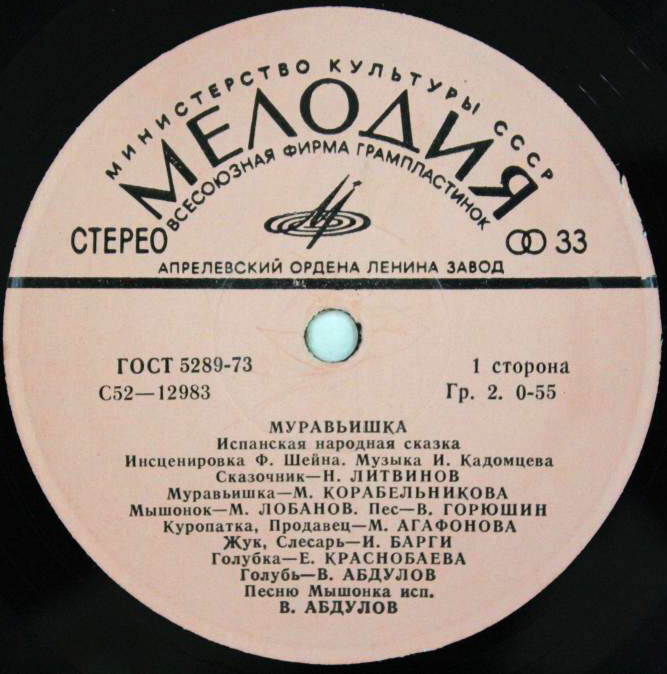 МИНИСТЕРСТВО КУЛЬТУРЫ СССР
МЕЛОДИЯ
ВСЕСОЮЗНАЯ ФИРМА ГРАМПЛАСТИНОК
СТЕРЕО 33
АПРЕЛЕВСКИЙ ОРДЕНА ЛЕНИНА ЗАВОД
ГОСТ 5289-73 1 сторона
С52—12983 Гр. 2. 0-55
МУРАВЬИШКА
Испанская народная сказка
Инсценировка Ф. Шейна. Музыка И. Кадомцева
Сказочник—Н. ЛИТВИНОВ
Муравьишка—М. КОРАБЕЛЬНИКОВА
Мышонок—М. ЛОБАНОВ. Пес—В. ГОРЮШИН
Куропатка, Продавец—М. АГАФОНОВА
Жук, Слесарь—И. БАРГИ
Голубка—Е. КРАСНОБАЕВА
Голубь—В. АБДУЛОВ
Песню Мышонка исп.
В. АБДУЛОВ